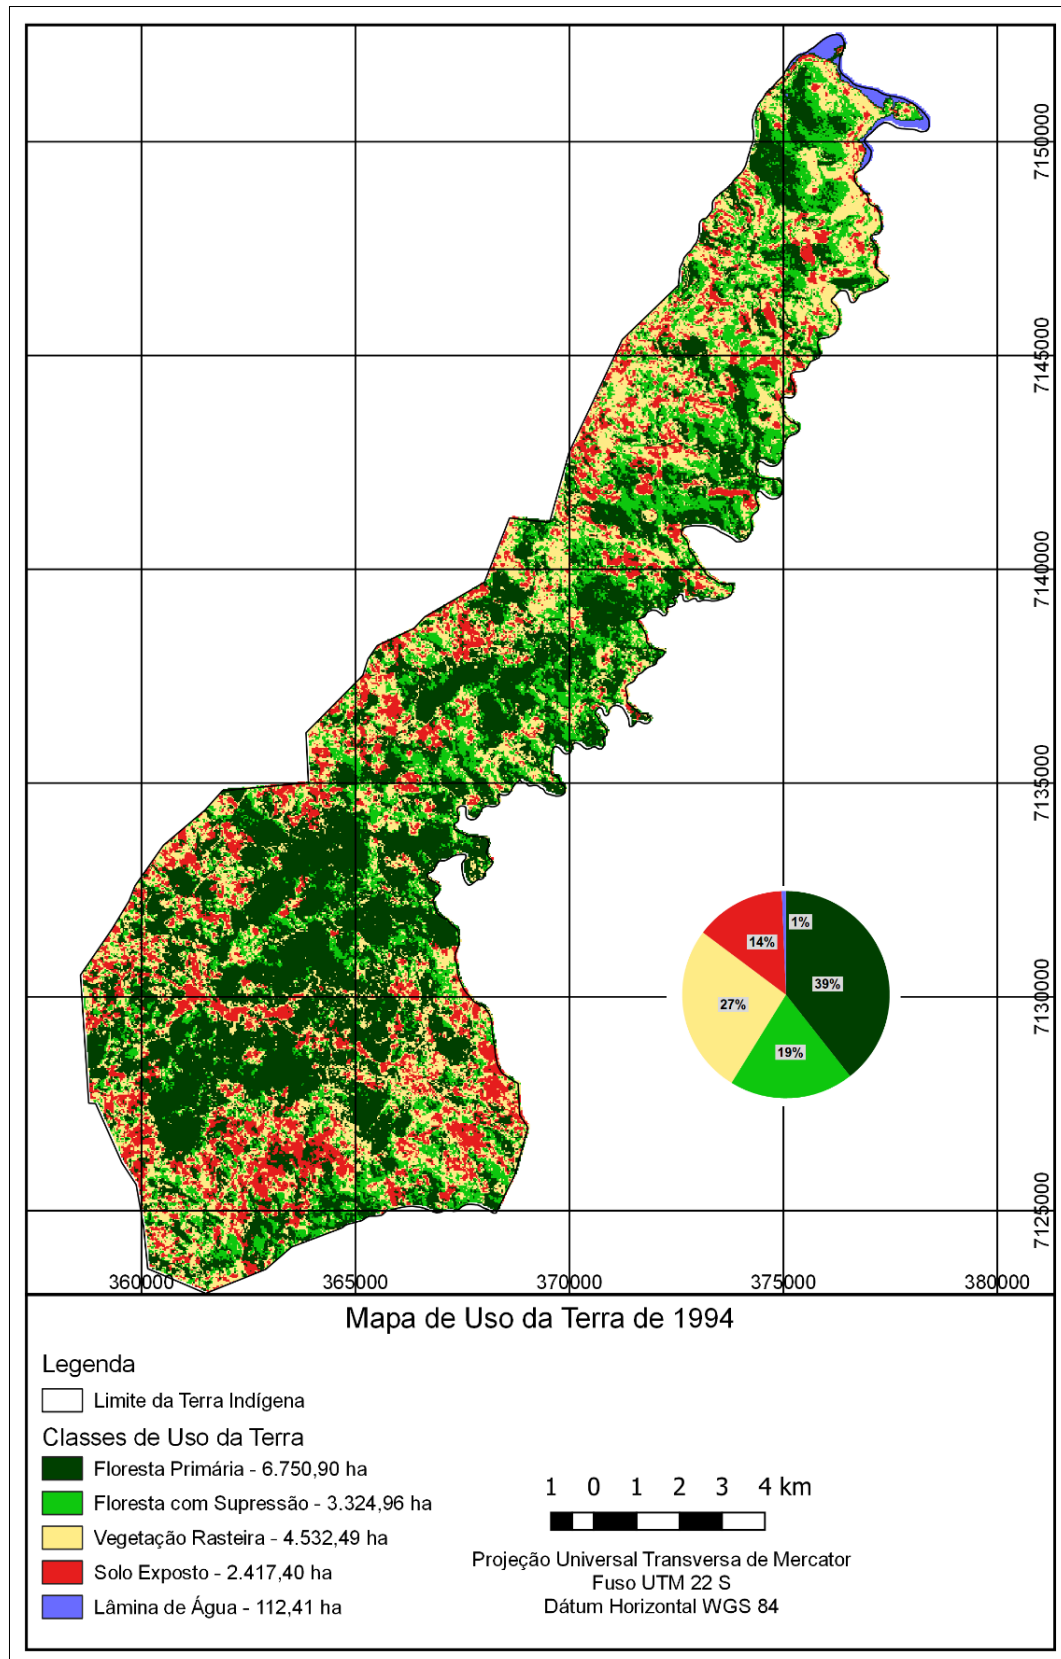 7150000
7145000
7140000
7135000
7130000
7125000
1%
14%
39%
27%
19%
360000
365000
370000
375000
380000
Mapa de Uso da Terra de 1994
Legenda
Limite da Terra Indígena
Classes de Uso da Terra
Floresta Primária - 6.750,90 ha
Floresta com Supressão - 3.324,96 ha
Vegetação Rasteira - 4.532,49 ha
Solo Exposto - 2.417,40 ha
Lâmina de Água - 112,41 ha
1 0 1 2 3 4 km
Projeção Universal Transversa de Mercator
Fuso UTM 22 S
Dátum Horizontal WGS 84